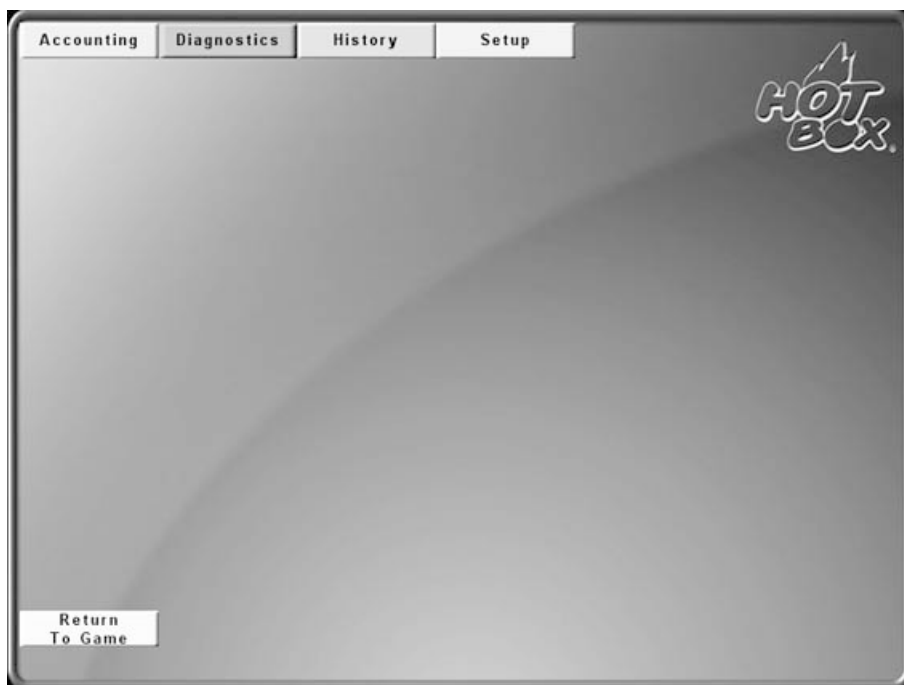 Accounting
Diagnostics
History
Setup
HOT
BOX®
Return
To Game